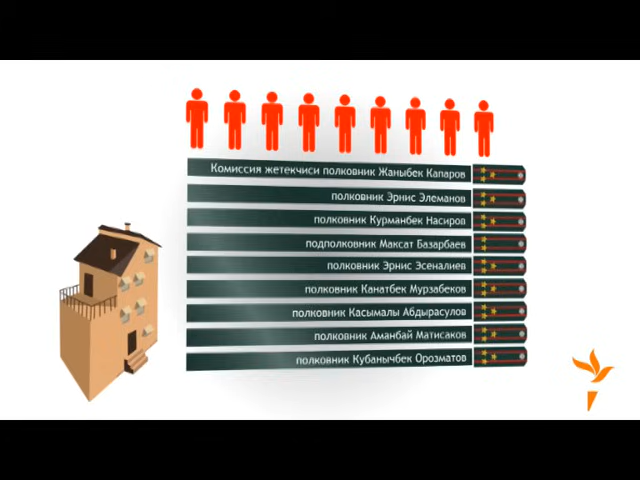 Комиссия жетекчиси полковник Жаныбек Капаров
полковник Эрнис Элеманов
полковник Курманбек Насиров
подполковник Максат Базарбаев
полковник Эрнис Эсеналиев
полковник Канатбек Мурзабеков
полковник Касымалы Абдырасулов
полковник Аманбай Матисаков
полковник Кубанычбек Орозматов